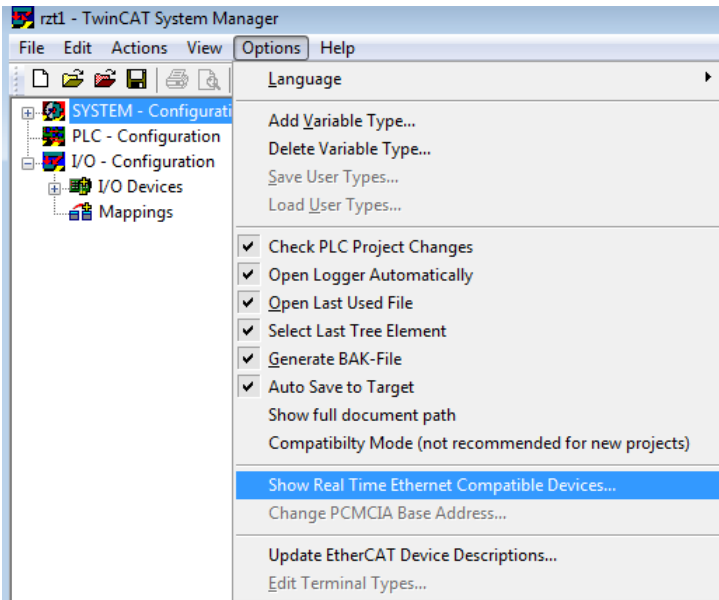 rzt1 - TwinCAT System Manager
File Edit Actions View Options Help
SYSTEM - Configurati
PLC - Configuration
I/O - Configuration
I/O Devices
Mappings
Language
Add Variable Type...
Delete Variable Type...
Save User Types...
Load User Types...
Check PLC Project Changes
Open Logger Automatically
Open Last Used File
Select Last Tree Element
Generate BAK-File
Auto Save to Target
Show full document path
Compatibilty Mode (not recommended for new projects)
Show Real Time Ethernet Compatible Devices...
Change PCMCIA Base Address...
Update EtherCAT Device Descriptions...
Edit Terminal Types...